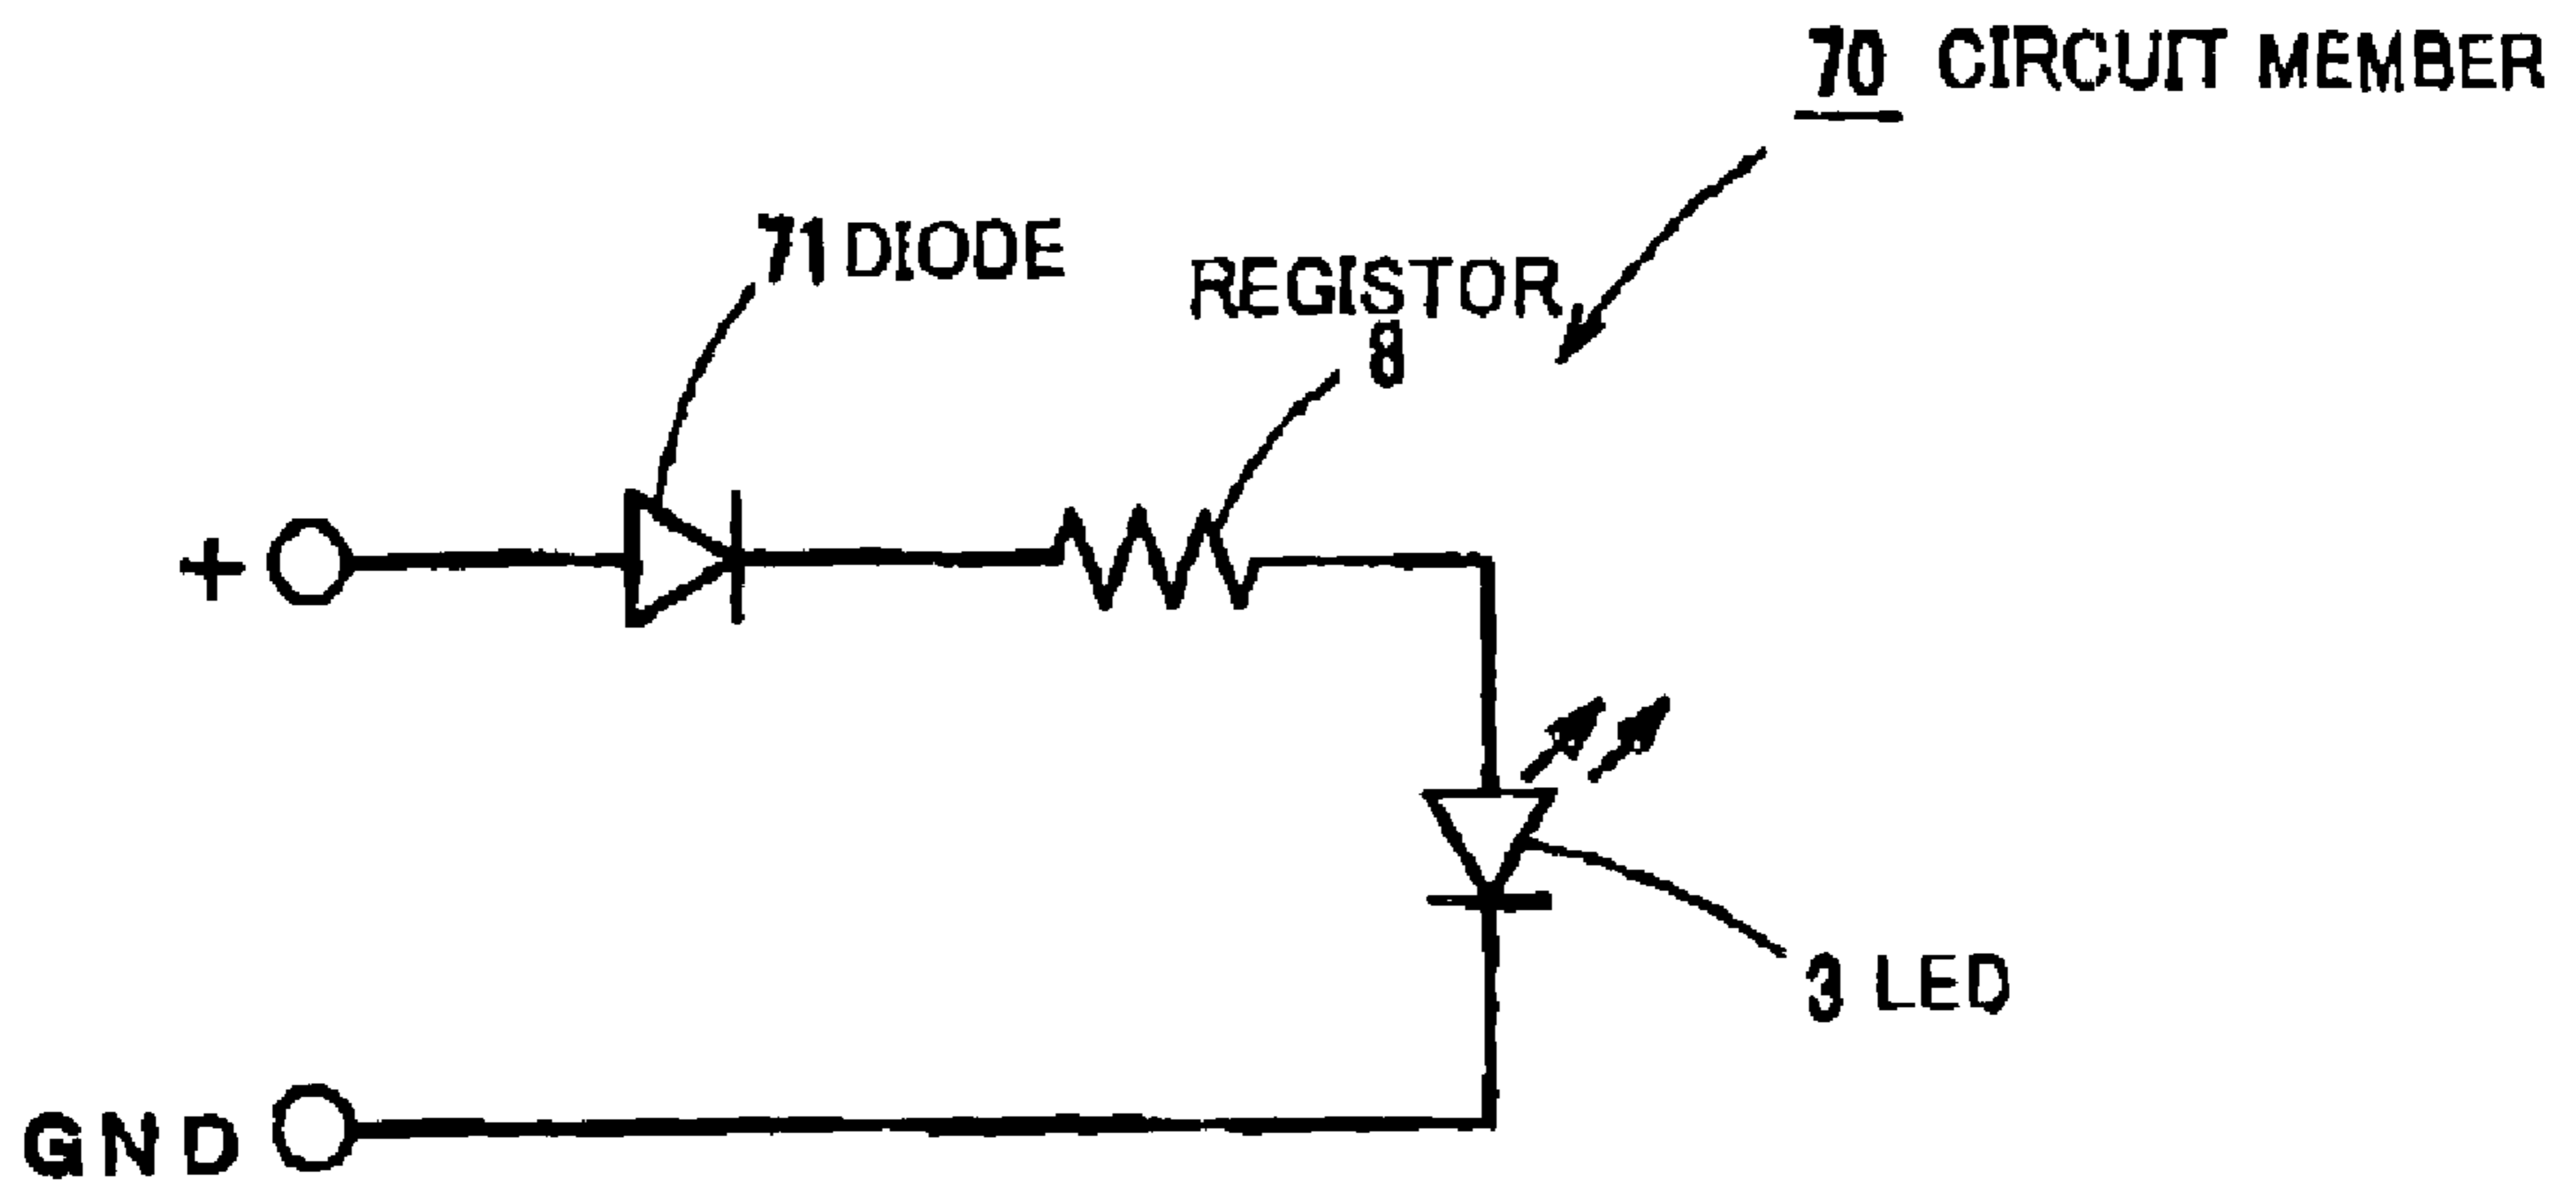 70 CIRCUIT MEMBER
71 DIODE
REGISTOR
8
+
3 LED
GND